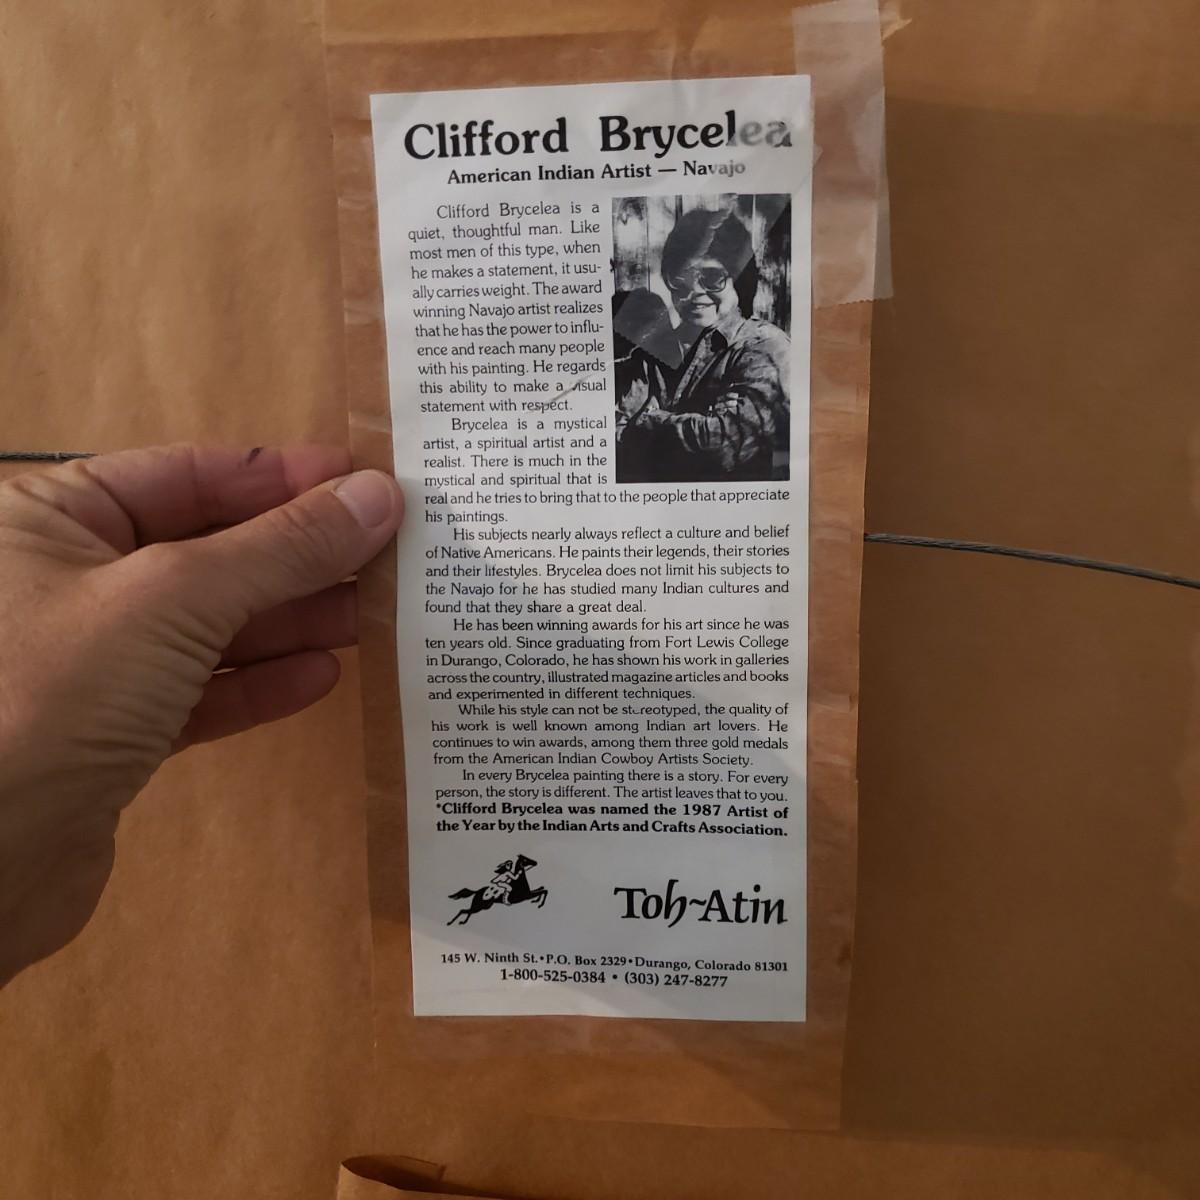 Clifford Brycelea
American Indian Artist — Navajo
Clifford Brycelea is a
quiet, thoughtful man. Like
most men of this type, when
he makes a statement, it usu-
ally carries weight. The award
winning Navajo artist realizes
that he has the power to influ-
ence and reach many people
with his painting. He regards
this ability to make a visual
statement with respect.
Brycelea is a mystical
artist, a spiritual artist and a
realist. There is much in the
mystical and spiritual that is
real and he tries to bring that to the people that appreciate
his paintings.
His subjects nearly always reflect a culture and belief
of Native Americans. He paints their legends, their stories
and their lifestyles. Brycelea does not limit his subjects to
the Navajo for he has studied many Indian cultures and
found that they share a great deal.
He has been winning awards for his art since he was
ten years old. Since graduating from Fort Lewis College
in Durango, Colorado, he has shown his work in galleries
across the country, illustrated magazine articles and books
and experimented in different techniques.
While his style can not be stereotyped, the quality of
his work is well known among Indian art lovers. He
continues to win awards, among them three gold medals
from the American Indian Cowboy Artists Society.
In every Brycelea painting there is a story. For every
person, the story is different. The artist leaves that to you.
*Clifford Brycelea was named the 1987 Artist of
the Year by the Indian Arts and Crafts Association.
Toh~Atin
145 W. Ninth St.•P.O. Box 2329•Durango, Colorado 81301
1-800-525-0384 • (303) 247-8277